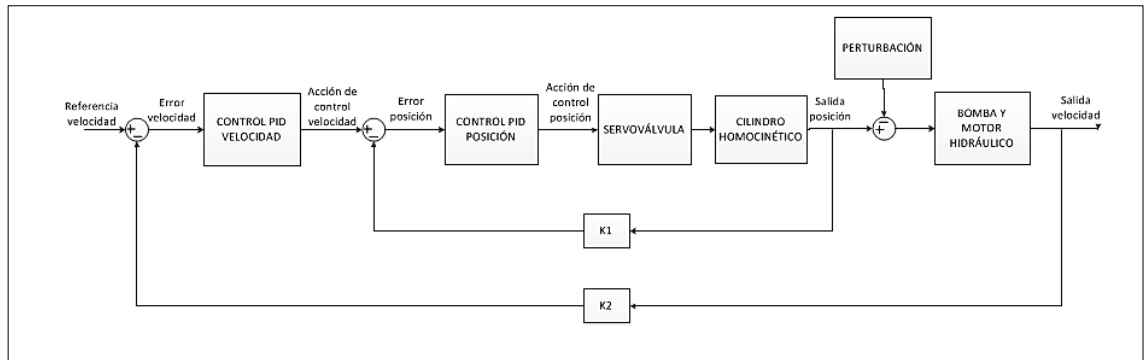 PERTURBACIÓN
Referencia
velocidad
+
−
Error
velocidad
CONTROL PID
VELOCIDAD
Acción de
control
velocidad
+
−
Error
posición
CONTROL PID
POSICIÓN
Acción de
control
posición
SERVOVÁLVULA
CILINDRO
HOMOCINÉTICO
Salida
posición
−
+
BOMBA Y
MOTOR
HIDRÁULICO
Salida
velocidad
K1
K2